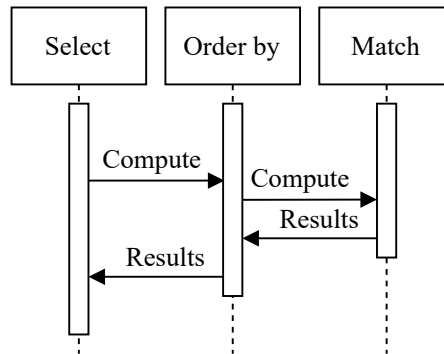 Select
Order by
Match
Compute
Compute
Results
Results